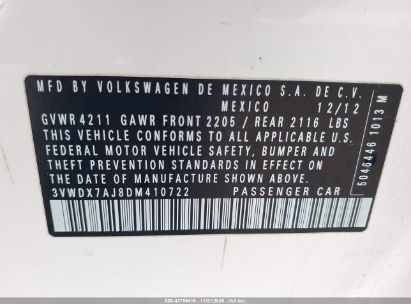 MFD BY VOLKSWAGEN DE MEXICO S.A. DE C.V.
MEXICO 12/12
GVWR 4211 GAWR FRONT 2205 / REAR 2116 LBS
THIS VEHICLE CONFORMS TO ALL APPLICABLE
FEDERAL MOTOR VEHICLE SAFETY, BUMPER, AND
THEFT PREVENTION STANDARDS IN EFFECT ON
THE DATE OF MANUFACTURE SHOWN ABOVE.
3VWDX7AJ8DM410722 PASSENGER CAR
5046446 1013 M